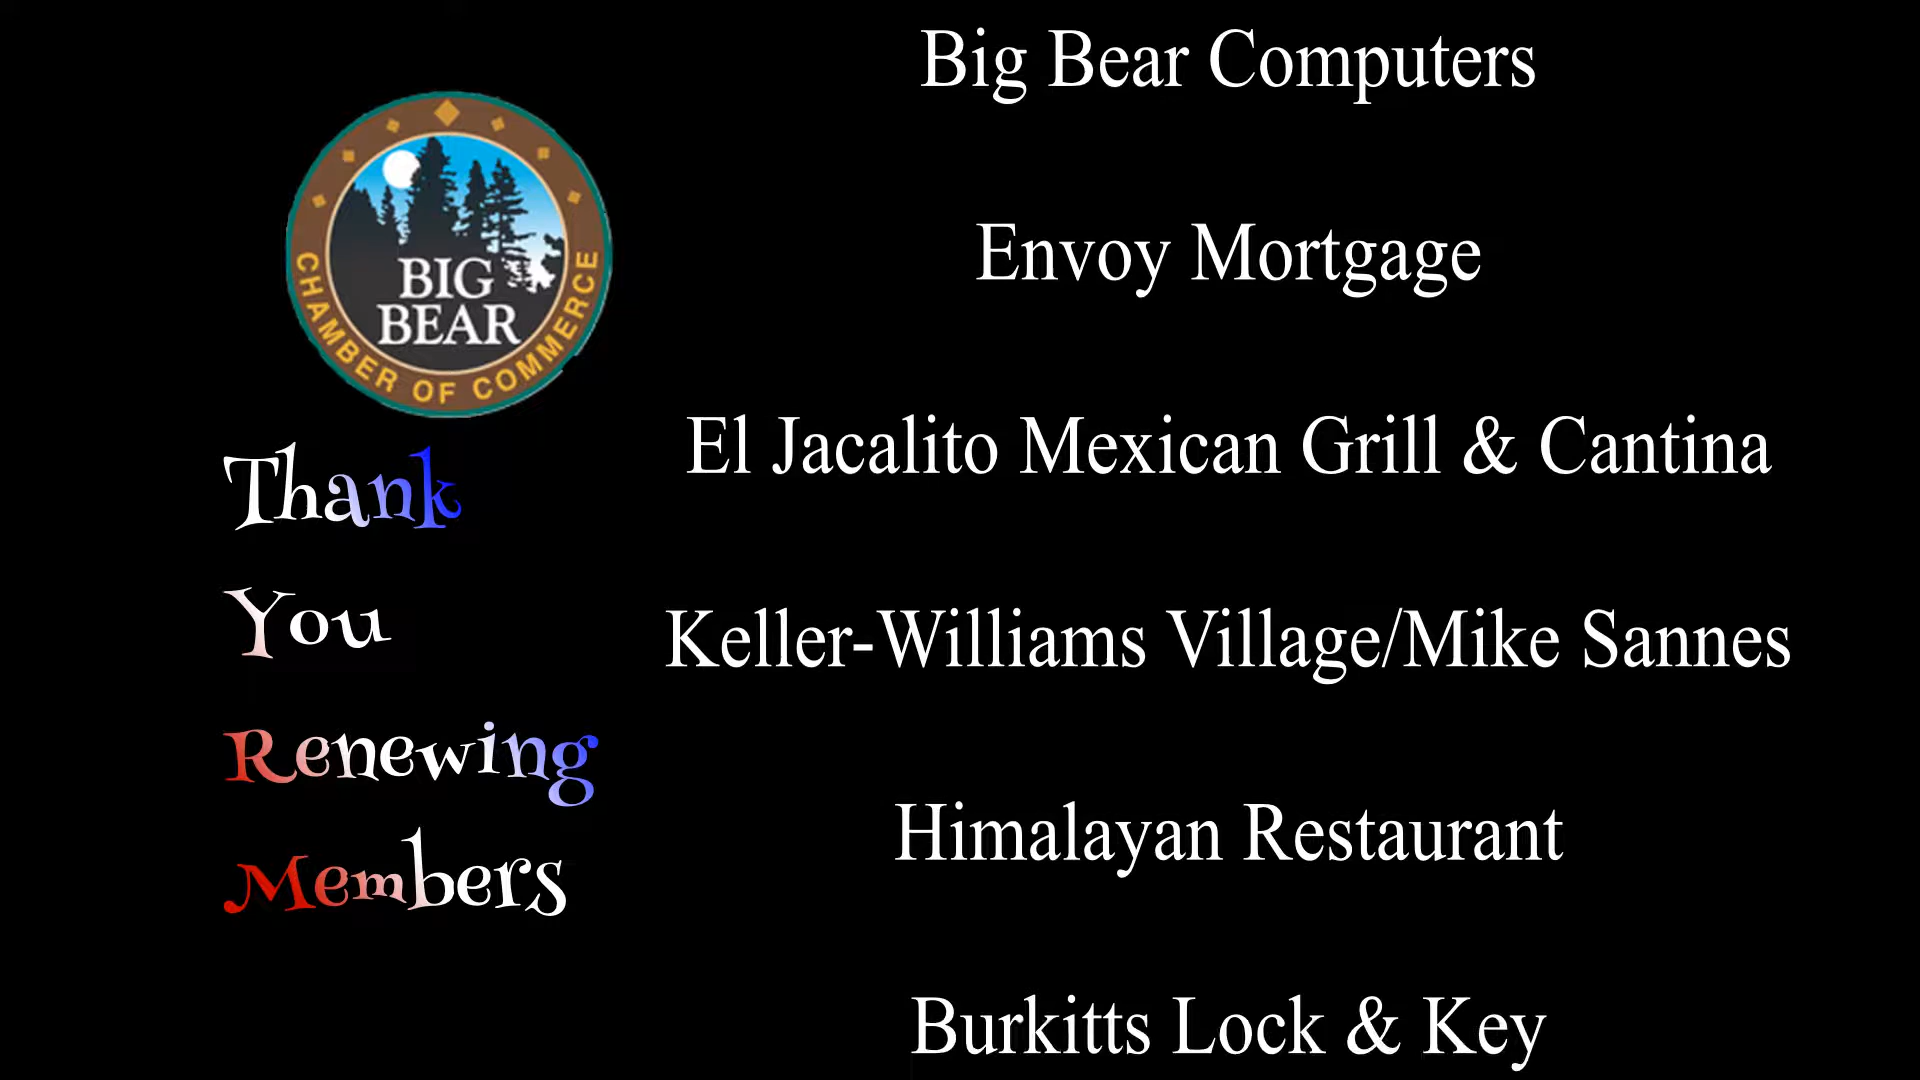 BIG
BEAR
CHAMBER OF COMMERCE
Thank
You
Renewing
Members
Big Bear Computers
Envoy Mortgage
El Jacalito Mexican Grill & Cantina
Keller-Williams Village/Mike Sannes
Himalayan Restaurant
Burkitts Lock & Key